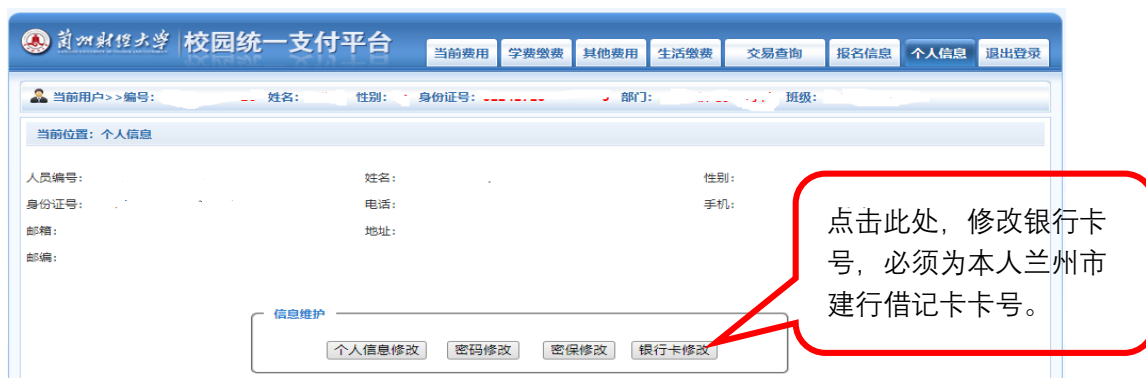 兰州财经大学 校园统一支付平台
当前费用 学费缴费 其他费用 生活缴费 交易查询 报名信息 个人信息 退出登录
当前用户>>编号: 姓名: 性别: 身份证号: 部门: 班级:
当前位置: 个人信息
人员编号: 姓名: 性别:
身份证号: 电话: 手机:
邮箱: 地址:
邮编:
点击此处，修改银行卡
号，必须为本人兰州市
建行借记卡卡号。
信息维护
个人信息修改 密码修改 密保修改 银行卡修改